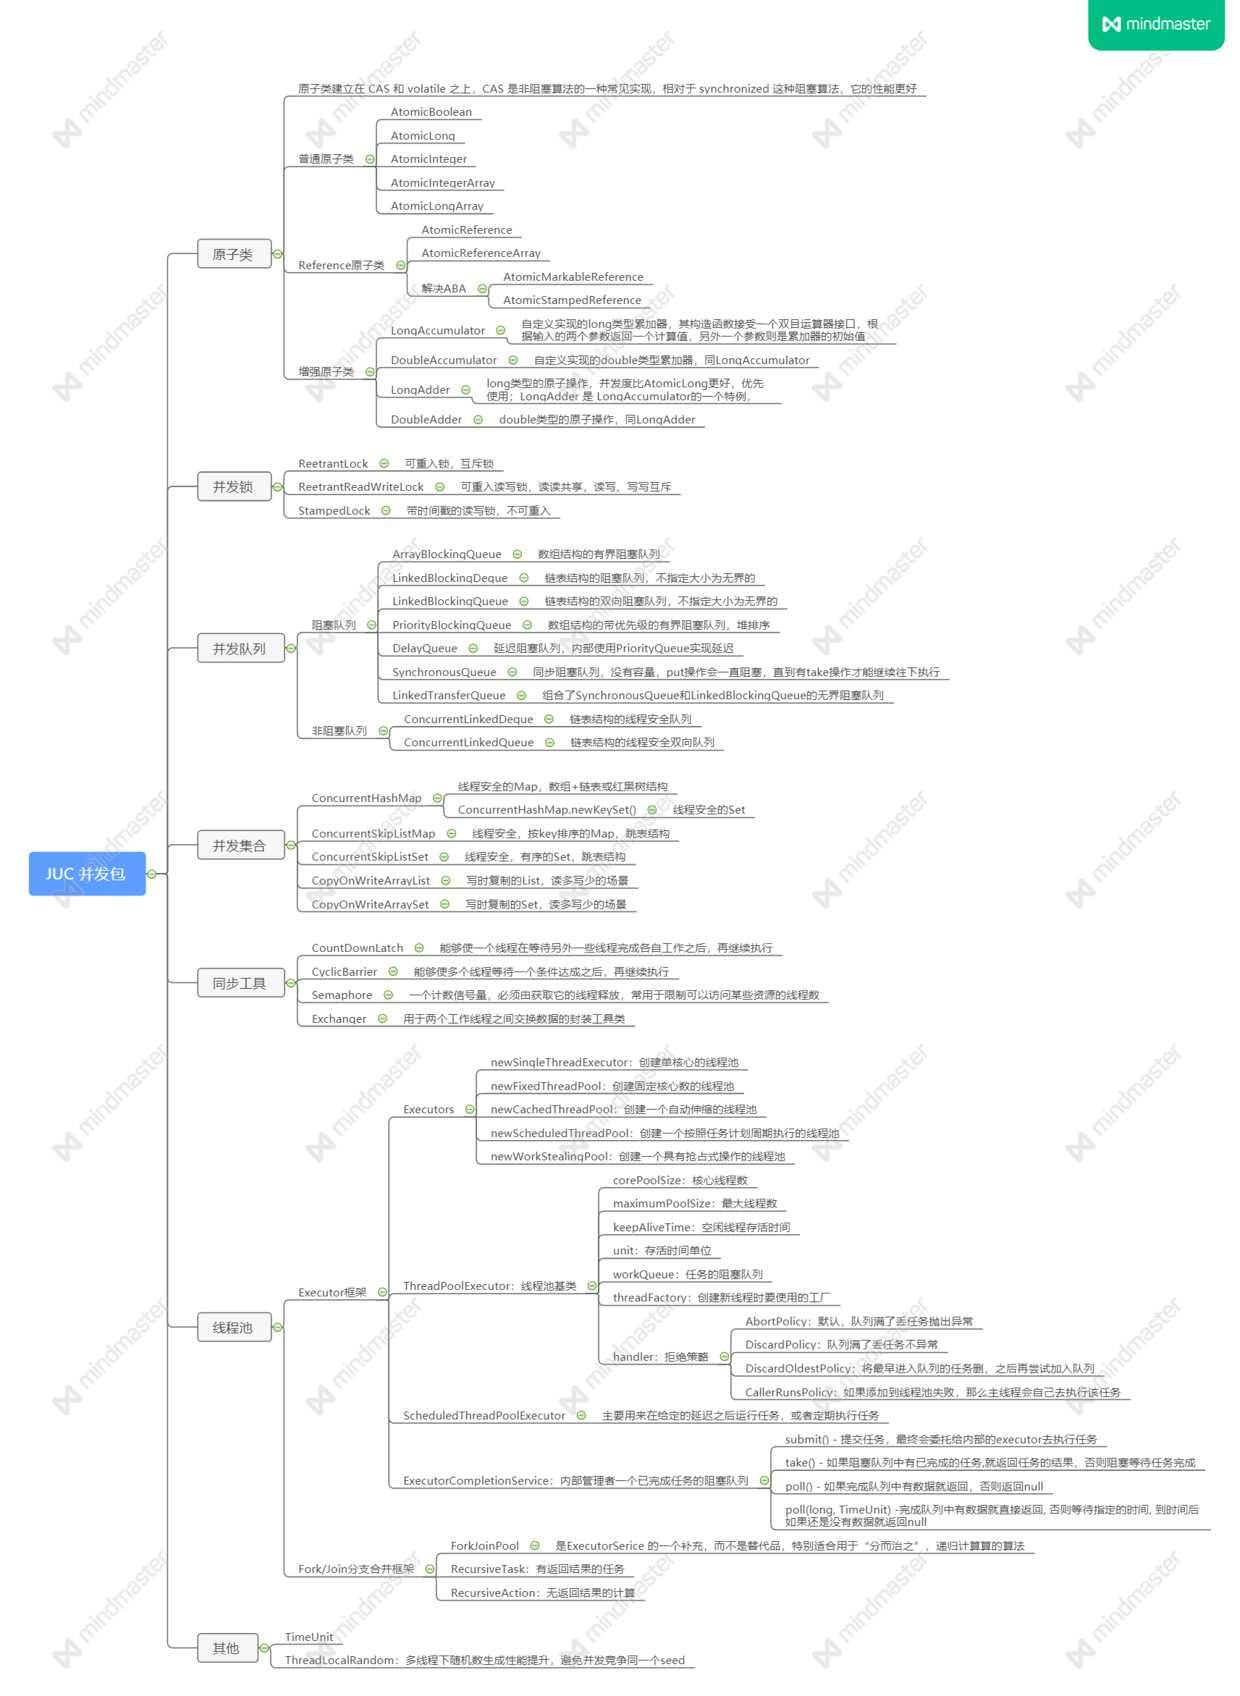 mindmaster
原子类建立在 CAS 和 volatile 之上，CAS 是非阻塞算法的一种常见实现，相对于 synchronized 这种阻塞算法，它的性能更好
AtomicBoolean
AtomicLong
普通原子类
AtomicInteger
AtomicIntegerArray
AtomicLongArray
原子类
AtomicReference
AtomicReferenceArray
Reference原子类
AtomicMarkableReference
解决ABA
AtomicStampedReference
LongAccumulator
自定义实现的long类型累加器，其构造函数接受一个双目运算器接口，根
据输入的两个参数返回一个计算值，另外一个参数则是累加器的初始值
DoubleAccumulator
自定义实现的double类型累加器，同LongAccumulator
增强原子类
LongAdder
long类型的原子操作，并发度比AtomicLong更好，优先
使用；LongAdder 是 LongAccumulator的一个特例，
DoubleAdder
double类型的原子操作，同LongAdder
并发锁
ReetrantLock
可重入锁，互斥锁
ReetrantReadWriteLock
可重入读写锁，读读共享，读写、写写互斥
StampedLock
带时间戳的读写锁，不可重入
并发队列
阻塞队列
ArrayBlockingQueue
数组结构的有界阻塞队列
LinkedBlockingDeque
链表结构的阻塞队列，不指定大小为无界的
LinkedBlockingQueue
链表结构的双向阻塞队列，不指定大小为无界的
PriorityBlockingQueue
数组结构的带优先级的有界阻塞队列，堆排序
DelayQueue
延迟阻塞队列，内部使用PriorityQueue实现延迟
SynchronousQueue
同步阻塞队列，没有容量，put操作会一直阻塞，直到有take操作才能继续往下执行
LinkedTransferQueue
组合了SynchronousQueue和LinkedBlockingQueue的无界阻塞队列
非阻塞队列
ConcurrentLinkedDeque
链表结构的线程安全队列
ConcurrentLinkedQueue
链表结构的线程安全双向队列
并发集合
ConcurrentHashMap
线程安全的Map，数组+链表或红黑树结构
ConcurrentHashMap.newKeySet()
线程安全的Set
ConcurrentSkipListMap
线程安全，按key排序的Map，跳表结构
ConcurrentSkipListSet
线程安全，有序的Set，跳表结构
CopyOnWriteArrayList
写时复制的List，读多写少的场景
CopyOnWriteArraySet
写时复制的Set，读多写少的场景
JUC 并发包
同步工具
CountDownLatch
能够使一个线程在等待另外一些线程完成各自工作之后，再继续执行
CyclicBarrier
能够使多个线程等待一个条件达成之后，再继续执行
Semaphore
一个计数信号量，必须由获取它的线程释放，常用于限制可以访问某些资源的线程数
Exchanger
用于两个工作线程之间交换数据的封装工具类
线程池
Executor框架
Executors
newSingleThreadExecutor：创建单核心的线程池
newFixedThreadPool：创建固定核心数的线程池
newCachedThreadPool：创建一个自动伸缩的线程池
newScheduledThreadPool：创建一个按照任务计划周期执行的线程池
newWorkStealingPool：创建一个具有抢占式操作的线程池
ThreadPoolExecutor：线程池基类
corePoolSize：核心线程数
maximumPoolSize：最大线程数
keepAliveTime：空闲线程存活时间
unit：存活时间单位
workQueue：任务的阻塞队列
threadFactory：创建新线程时要使用的工厂
handler：拒绝策略
AbortPolicy：默认，队列满了丢任务抛出异常
DiscardPolicy：队列满了丢任务不异常
DiscardOldestPolicy：将最早进入队列的任务删，之后再尝试加入队列
CallerRunsPolicy：如果添加到线程池失败，那么主线程会自己去执行该任务
ScheduledThreadPoolExecutor
主要用来在给定的延迟之后运行任务，或者定期执行任务
ExecutorCompletionService：内部管理者一个已完成任务的阻塞队列
submit() - 提交任务，最终会委托给内部的executor去执行任务
take() - 如果阻塞队列中有已完成的任务,就返回任务的结果，否则阻塞等待任务完成
poll() - 如果完成队列中有数据就返回，否则返回null
poll(long, TimeUnit) -完成队列中有数据就直接返回, 否则等待指定的时间, 到时间后
如果还是没有数据就返回null
Fork/Join分支合并框架
ForkJoinPool
是ExecutorSerice 的一个补充，而不是替代品，特别适合用于“分而治之”，递归计算算的算法
RecursiveTask：有返回结果的任务
RecursiveAction：无返回结果的计算
其他
TimeUnit
ThreadLocalRandom：多线程下随机数生成性能提升，避免并发竞争同一个seed